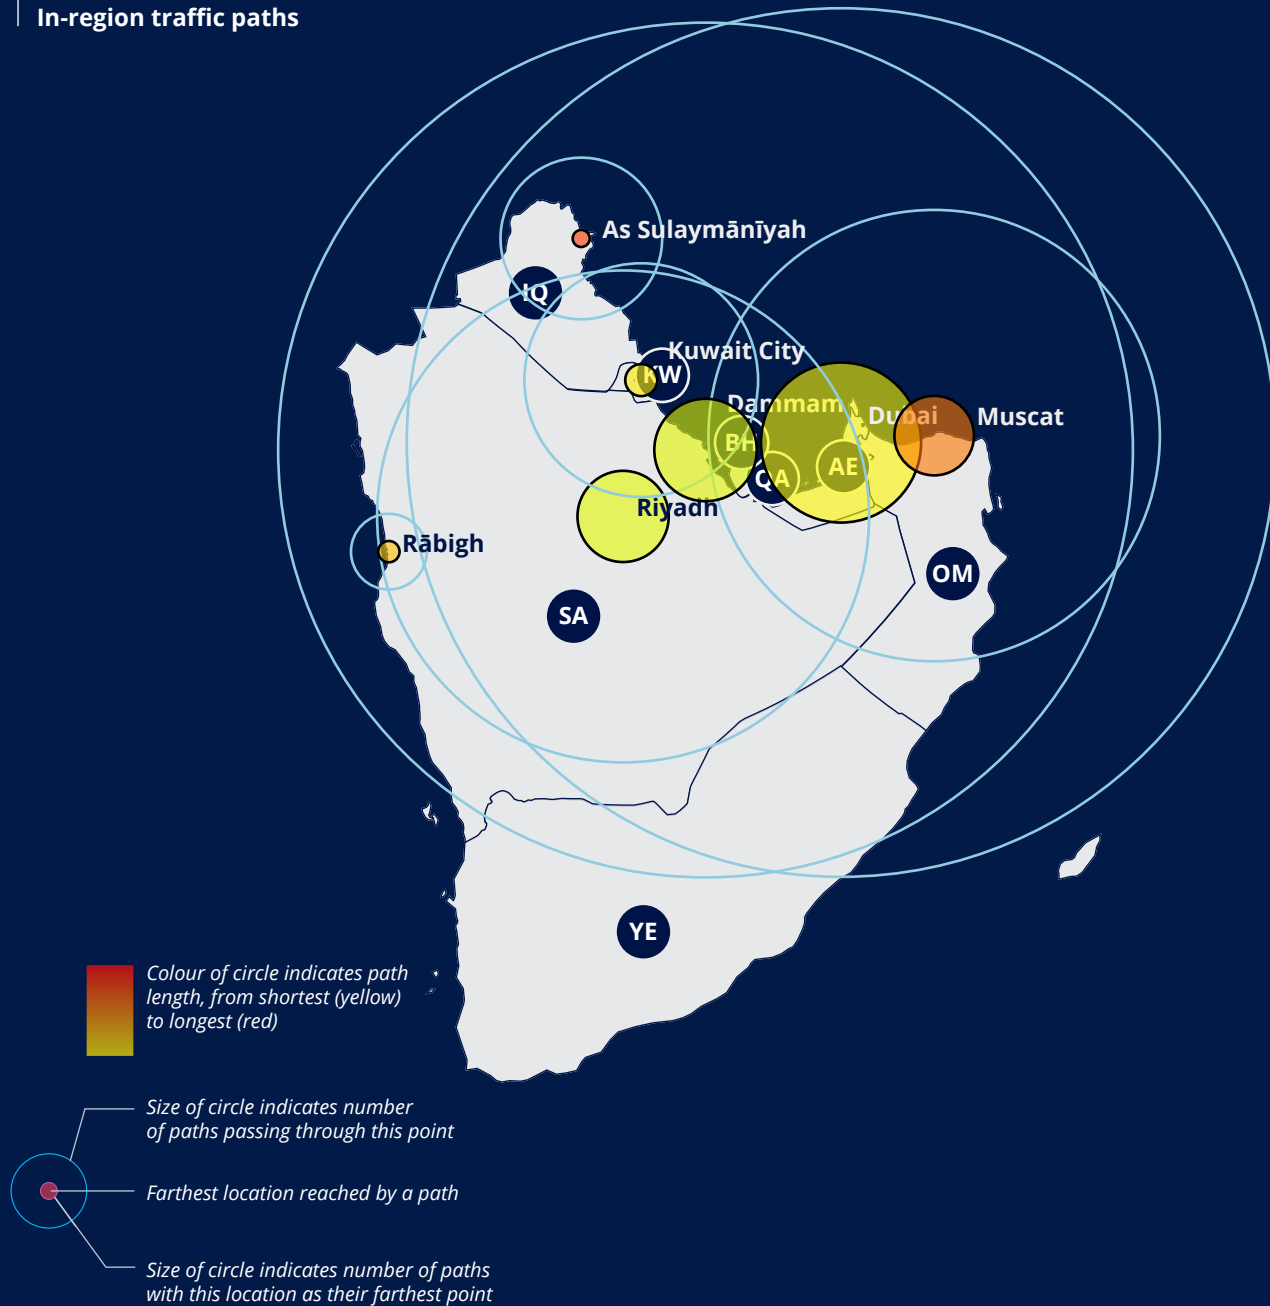 In-region traffic paths
As Sulaymānīyah
IQ
Kuwait City
KW
Dammam
Dubai
Muscat
BH
AE
QA
Riyadh
Rābigh
OM
SA
YE
Colour of circle indicates path
length, from shortest (yellow)
to longest (red)
Size of circle indicates number
of paths passing through this point
Farthest location reached by a path
Size of circle indicates number of paths
with this location as their farthest point